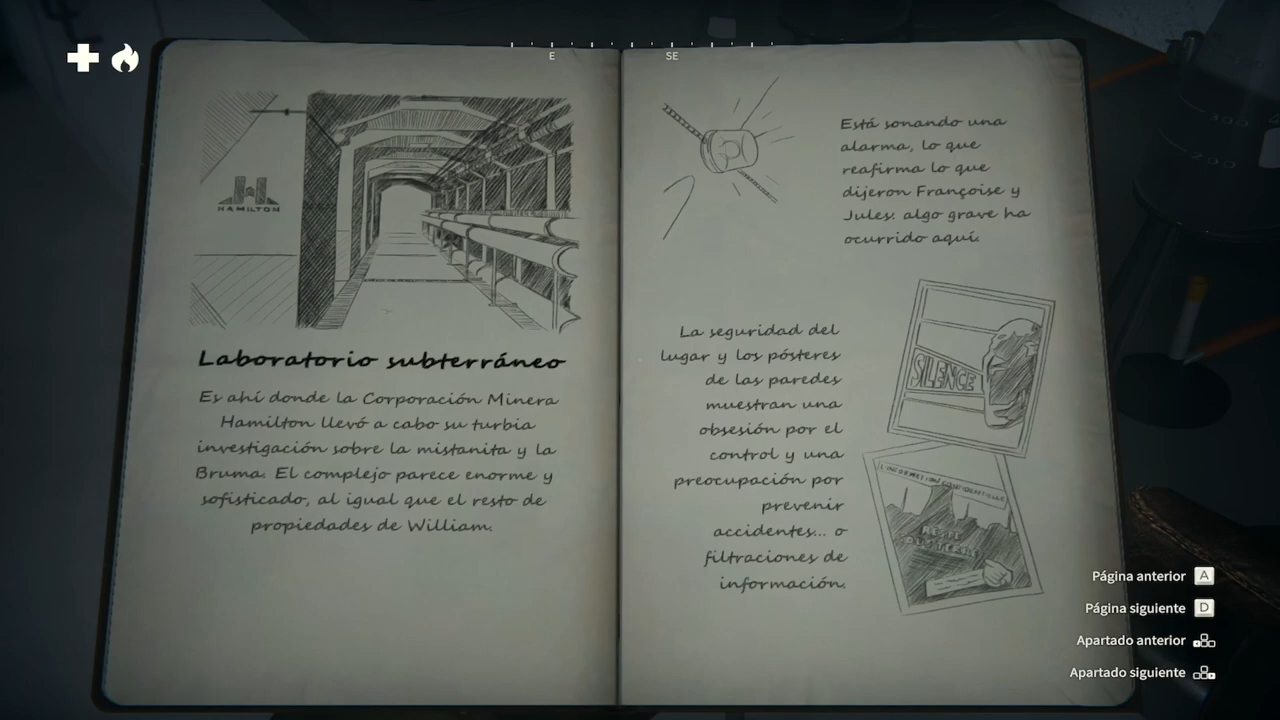 E
SE
HAMILTON
Laboratorio subterráneo
Es ahí donde la Corporación Minera
Hamilton llevó a cabo su turbia
investigación sobre la mistanita y la
Bruma. El complejo parece enorme y
sofisticado, al igual que el resto de
propiedades de William.
Está sonando una
alarma, lo que
reafirma lo que
dijeron Françoise y
Jules: algo grave ha
ocurrido aquí.
La seguridad del
lugar y los pósteres
de las paredes
muestran una
obsesión por el
control y una
preocupación por
prevenir
accidentes... o
filtraciones de
información.
SILENCE
Página anterior A
Página siguiente D
Apartado anterior
Apartado siguiente